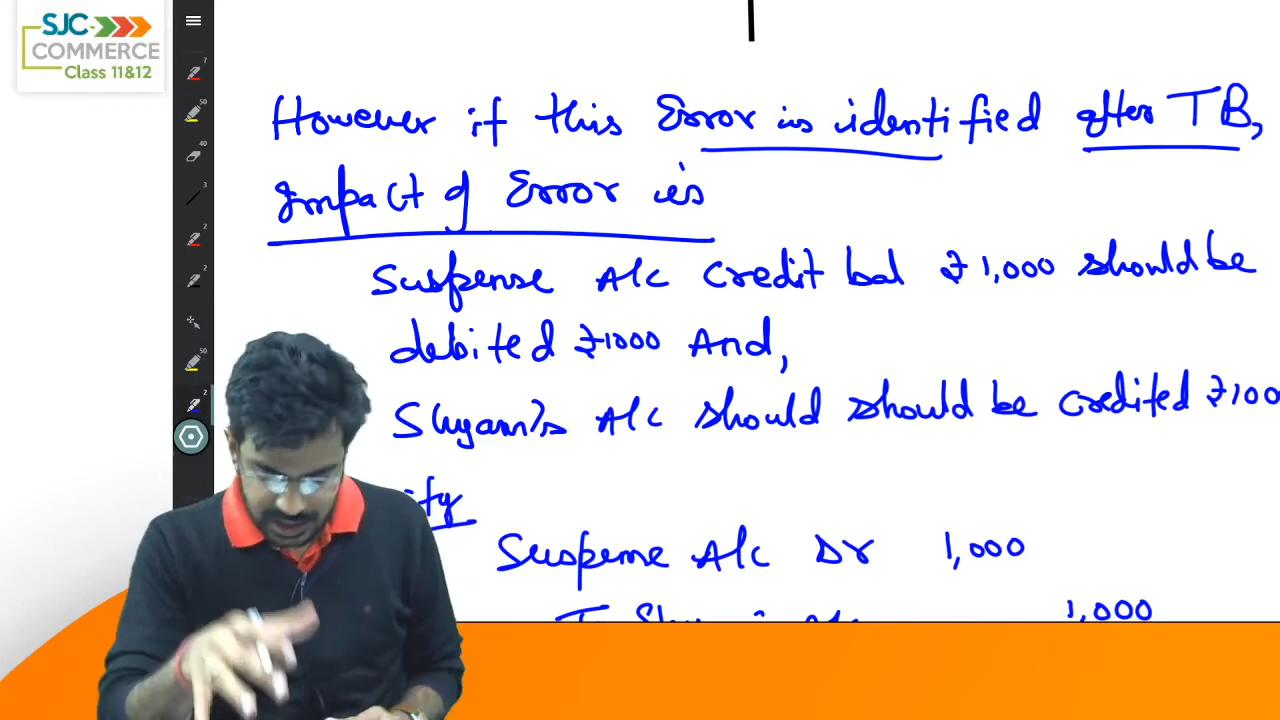 SJC
COMMERCE
Class 11&12
However if this Error is identified after TB,
Impact of Error is
Suspense A/c credit bal ₹1,000 should be
debited ₹1000 And,
Shyam's A/c should should be credited ₹100
Suspense A/c Dr 1,000
1,000